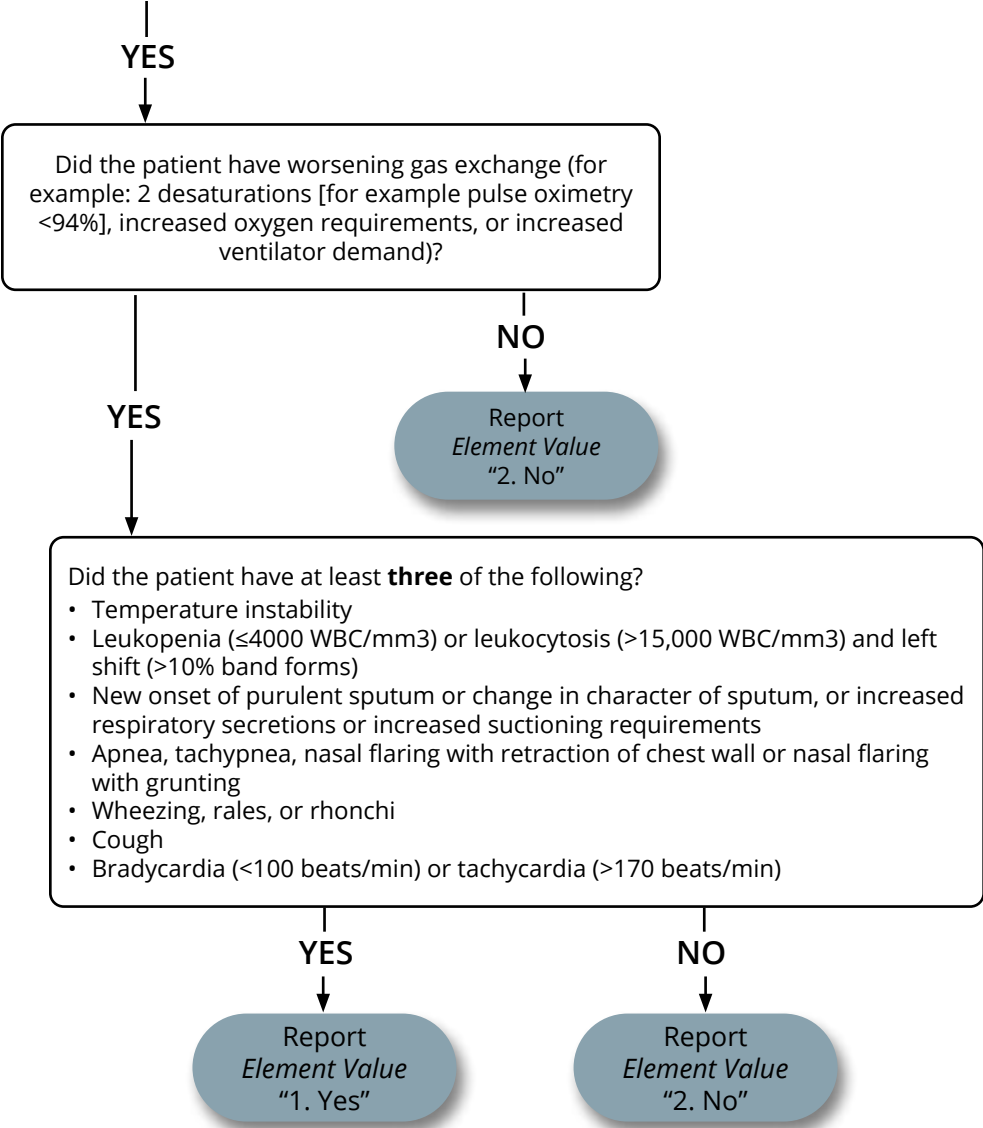 YES
Did the patient have worsening gas exchange (for
example: 2 desaturations [for example pulse oximetry
<94%], increased oxygen requirements, or increased
ventilator demand)?
NO
Report
Element Value
“2. No”
YES
Did the patient have at least three of the following?
• Temperature instability
• Leukopenia (≤4000 WBC/mm3) or leukocytosis (>15,000 WBC/mm3) and left
shift (>10% band forms)
• New onset of purulent sputum or change in character of sputum, or increased
respiratory secretions or increased suctioning requirements
• Apnea, tachypnea, nasal flaring with retraction of chest wall or nasal flaring
with grunting
• Wheezing, rales, or rhonchi
• Cough
• Bradycardia (<100 beats/min) or tachycardia (>170 beats/min)
YES
Report
Element Value
“1. Yes”
NO
Report
Element Value
“2. No”